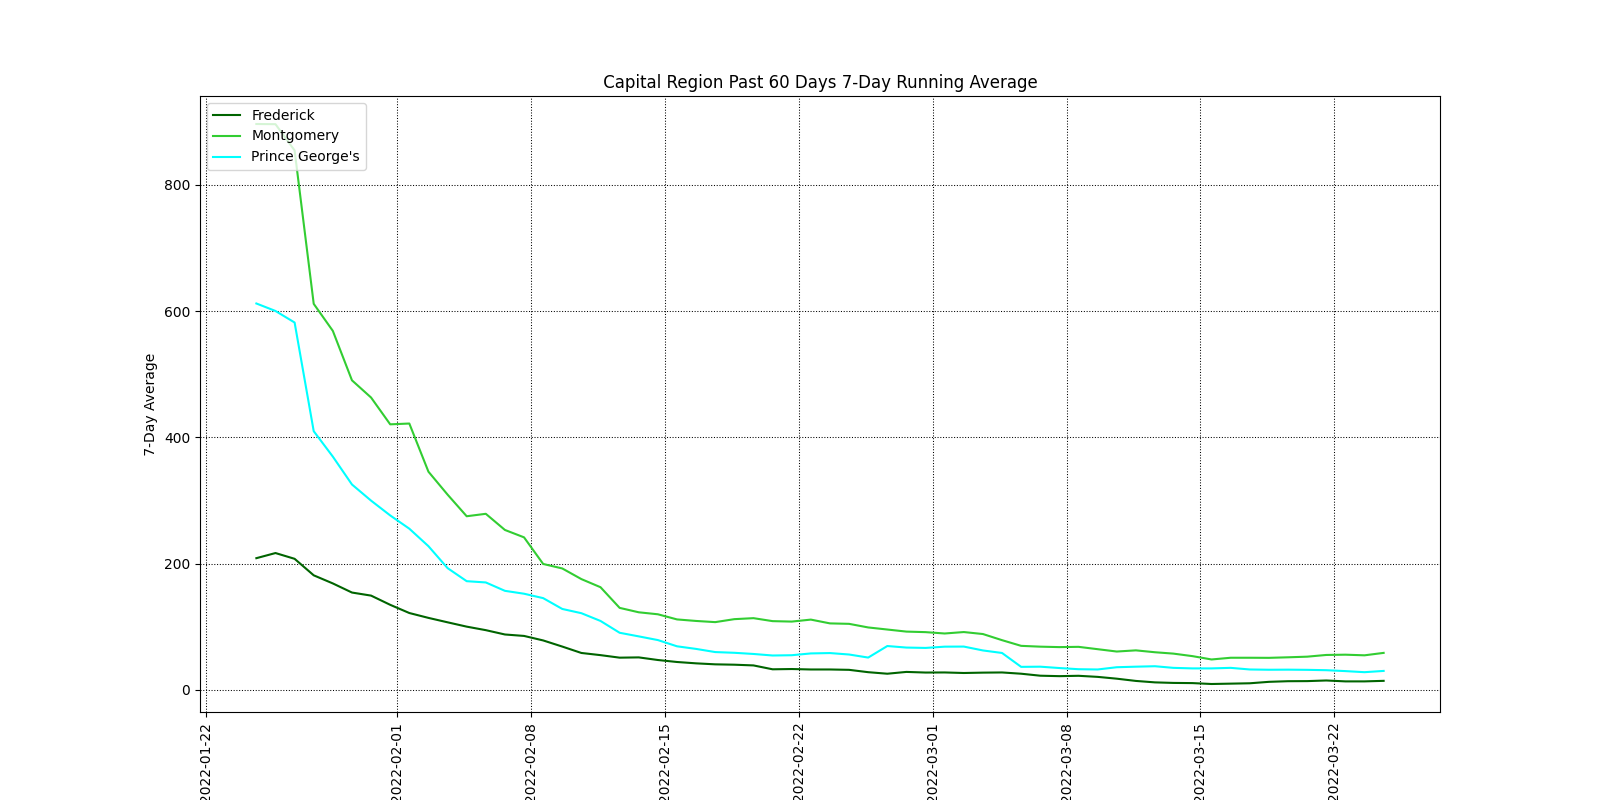 Capital Region Past 60 Days 7-Day Running Average
Frederick
Montgomery
Prince George's
7-Day Average
800
600
400
200
0
2022-01-22
2022-02-01
2022-02-08
2022-02-15
2022-02-22
2022-03-01
2022-03-08
2022-03-15
2022-03-22